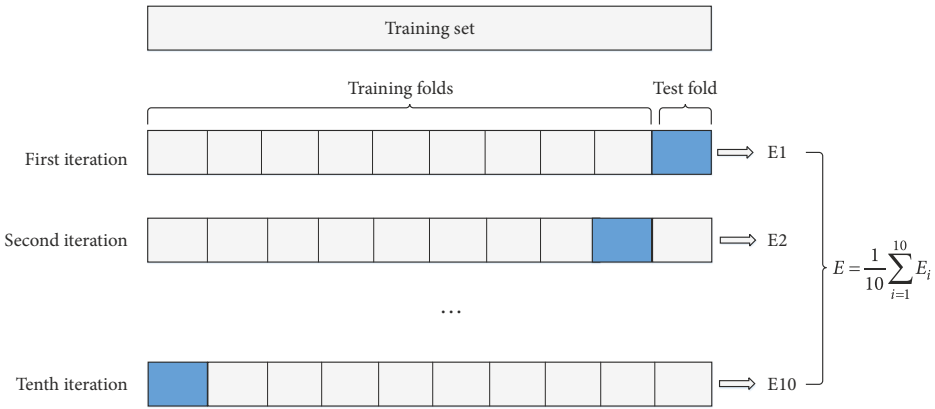 Training set
Training folds
Test fold
First iteration
E1
Second iteration
E2
E = 1/10 ∑_{i=1}^{10} E_i
...
Tenth iteration
E10